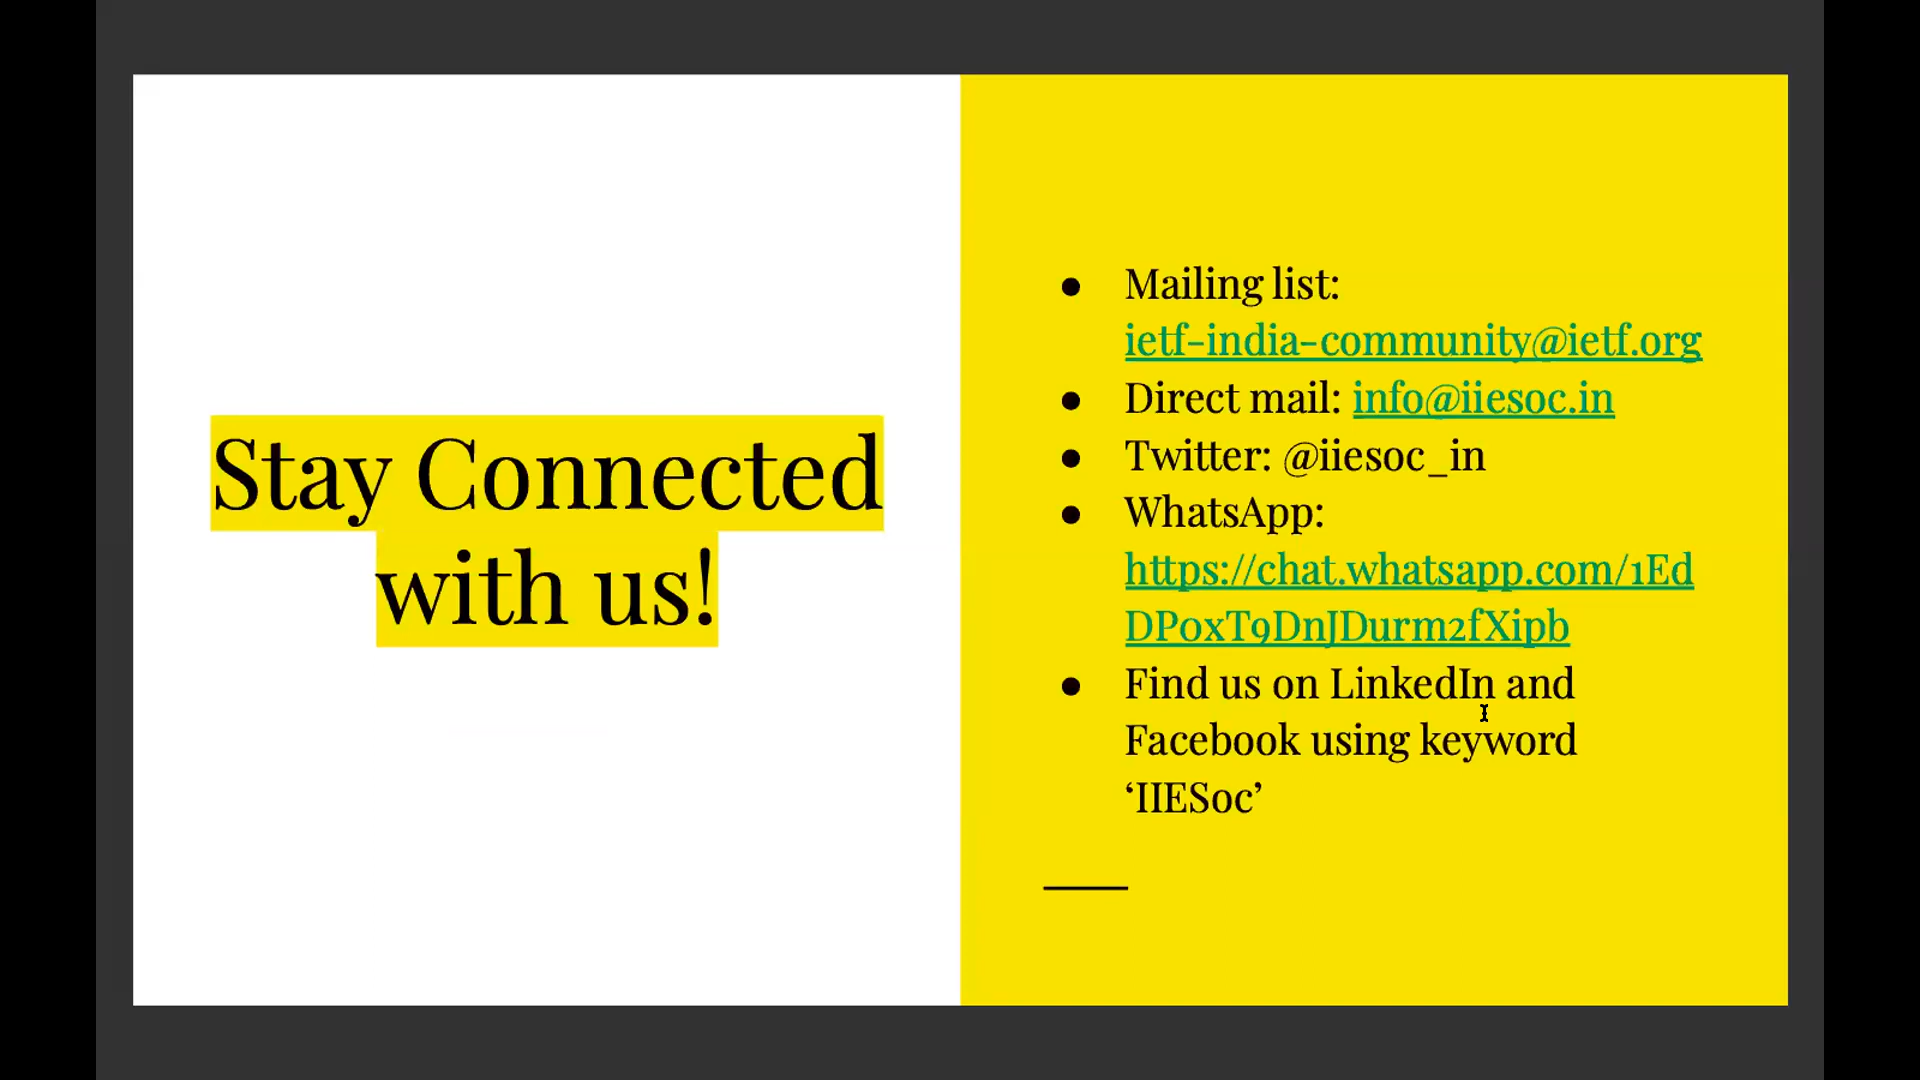 Stay Connected
with us!
● Mailing list:
ietf-india-community@ietf.org
● Direct mail: info@iiesoc.in
● Twitter: @iiesoc_in
● WhatsApp:
https://chat.whatsapp.com/1Ed
DP0xT9DnJDurm2fXipb
● Find us on LinkedIn and
Facebook using keyword
‘IIESoc’